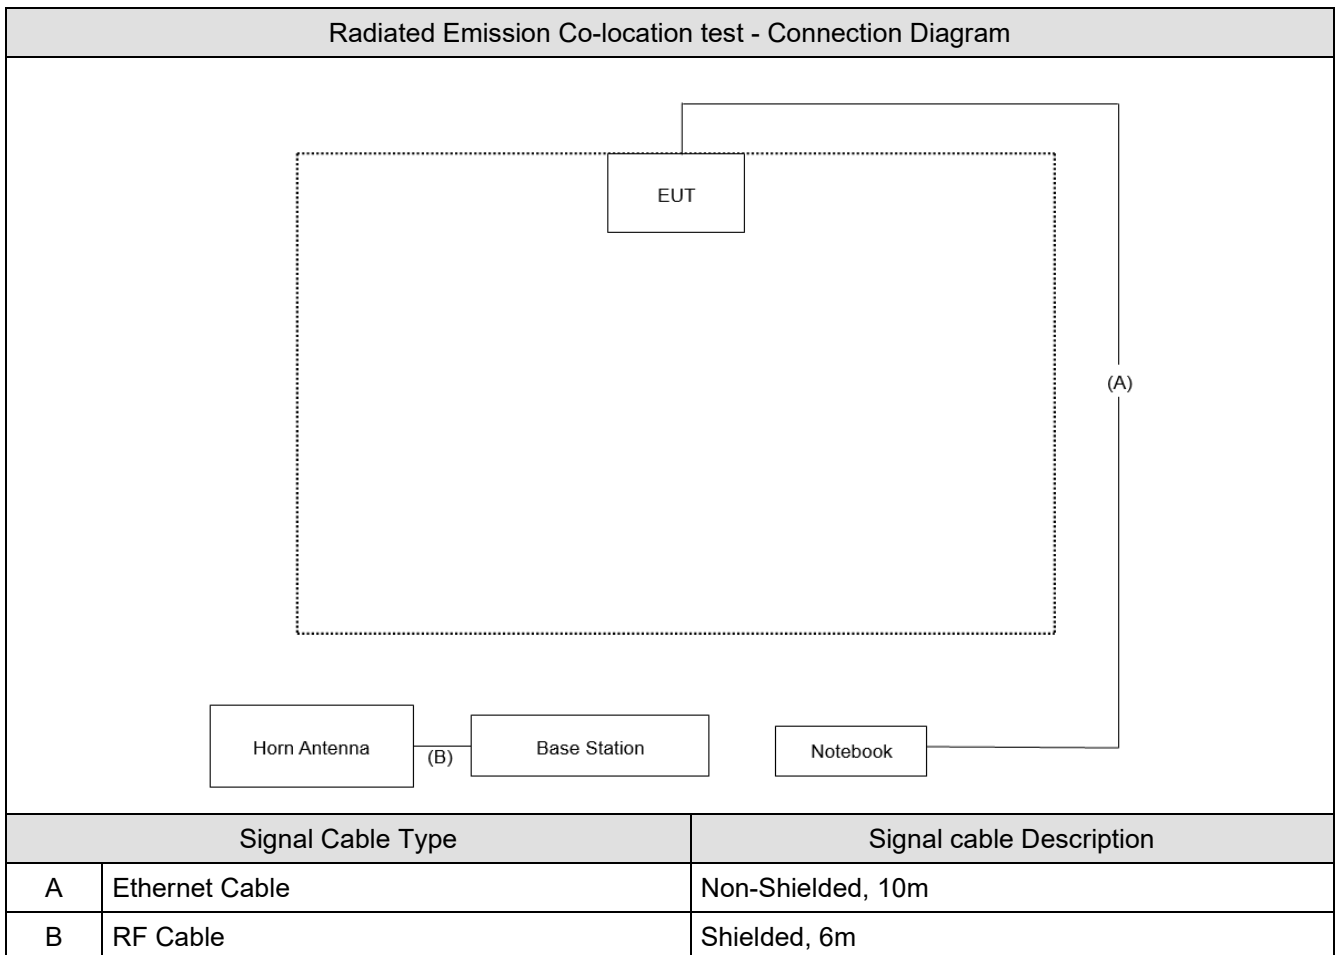 Radiated Emission Co-location test - Connection Diagram
EUT
(A)
Horn Antenna
(B)
Base Station
Notebook
Signal Cable Type
Signal cable Description
A
Ethernet Cable
Non-Shielded, 10m
B
RF Cable
Shielded, 6m